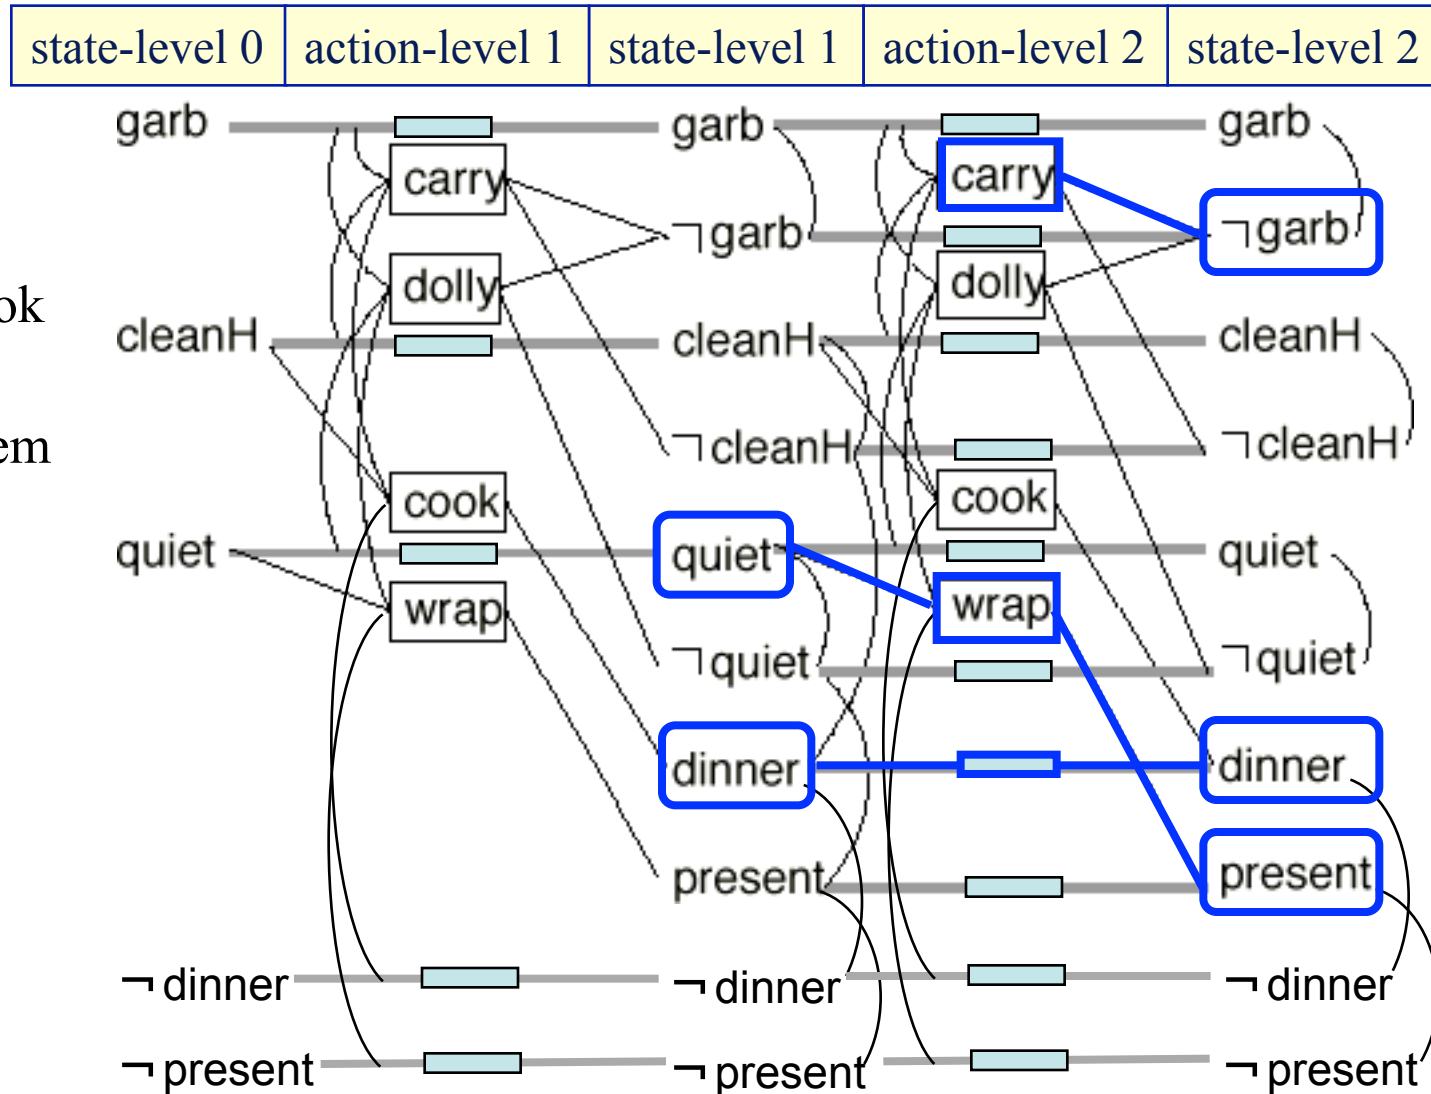 state-level 0 action-level 1 state-level 1 action-level 2 state-level 2
garb garb garb
carry carry
¬garb ¬garb
dolly dolly
ok
cleanH cleanH cleanH
em ¬cleanH ¬cleanH
cook cook
quiet quiet quiet
wrap wrap
¬quiet ¬quiet
dinner dinner
present present
¬ dinner ¬ dinner ¬ dinner
¬ present ¬ present ¬ present